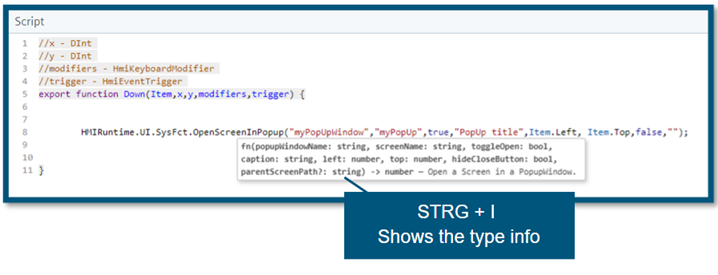 Script
1 //x - DInt
2 //y - DInt
3 //modifiers - HmiKeyboardModifier
4 //trigger - HmiEventTrigger
5 export function Down(Item,x,y,modifiers,trigger) {
6
7
8 HMIRuntime.UI.SysFct.OpenScreenInPopup("myPopUpWindow","myPopUp",true,"PopUp title",Item.Left, Item.Top,false,"");
9
fn(popupWindowName: string, screenName: string, toggleOpen: bool,
10
caption: string, left: number, top: number, hideCloseButton: bool,
11 }
parentScreenPath?: string) -> number — Open a Screen in a PopupWindow.
STRG + I
Shows the type info